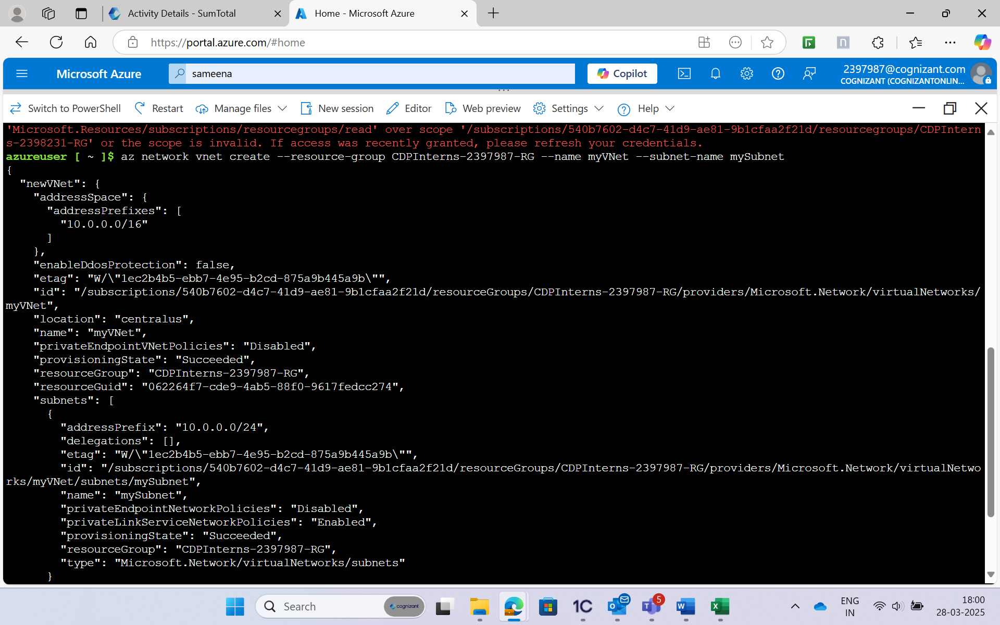 Activity Details - SumTotal
Home - Microsoft Azure
https://portal.azure.com/#home
Microsoft Azure
sameena
Copilot
2397987@cognizant.com
COGNIZANT (COGNIZANTONLIN...
Switch to PowerShell Restart Manage files New session Editor Web preview Settings Help
'Microsoft.Resources/subscriptions/resourcegroups/read' over scope '/subscriptions/540b7602-d4c7-41d9-ae81-9b1cfaa2f21d/resourcegroups/CDPIntern
s-2398231-RG' or the scope is invalid. If access was recently granted, please refresh your credentials.
azureuser [ ~ ]$ az network vnet create --resource-group CDPInterns-2397987-RG --name myVNet --subnet-name mySubnet
{
  "newVNet": {
    "addressSpace": {
      "addressPrefixes": [
        "10.0.0.0/16"
      ]
    },
    "enableDdosProtection": false,
    "etag": "W/\"1ec2b4b5-ebb7-4e95-b2cd-875a9b445a9b\"",
    "id": "/subscriptions/540b7602-d4c7-41d9-ae81-9b1cfaa2f21d/resourceGroups/CDPInterns-2397987-RG/providers/Microsoft.Network/virtualNetworks/
myVNet",
    "location": "centralus",
    "name": "myVNet",
    "privateEndpointVNetPolicies": "Disabled",
    "provisioningState": "Succeeded",
    "resourceGroup": "CDPInterns-2397987-RG",
    "resourceGuid": "062264f7-cde9-4ab5-88f0-9617fedcc274",
    "subnets": [
      {
        "addressPrefix": "10.0.0.0/24",
        "delegations": [],
        "etag": "W/\"1ec2b4b5-ebb7-4e95-b2cd-875a9b445a9b\"",
        "id": "/subscriptions/540b7602-d4c7-41d9-ae81-9b1cfaa2f21d/resourceGroups/CDPInterns-2397987-RG/providers/Microsoft.Network/virtualNetwo
rks/myVNet/subnets/mySubnet",
        "name": "mySubnet",
        "privateEndpointNetworkPolicies": "Disabled",
        "privateLinkServiceNetworkPolicies": "Enabled",
        "provisioningState": "Succeeded",
        "resourceGroup": "CDPInterns-2397987-RG",
        "type": "Microsoft.Network/virtualNetworks/subnets"
      }
Search
cognizant
1C
5
ENG
IN
18:00
28-03-2025